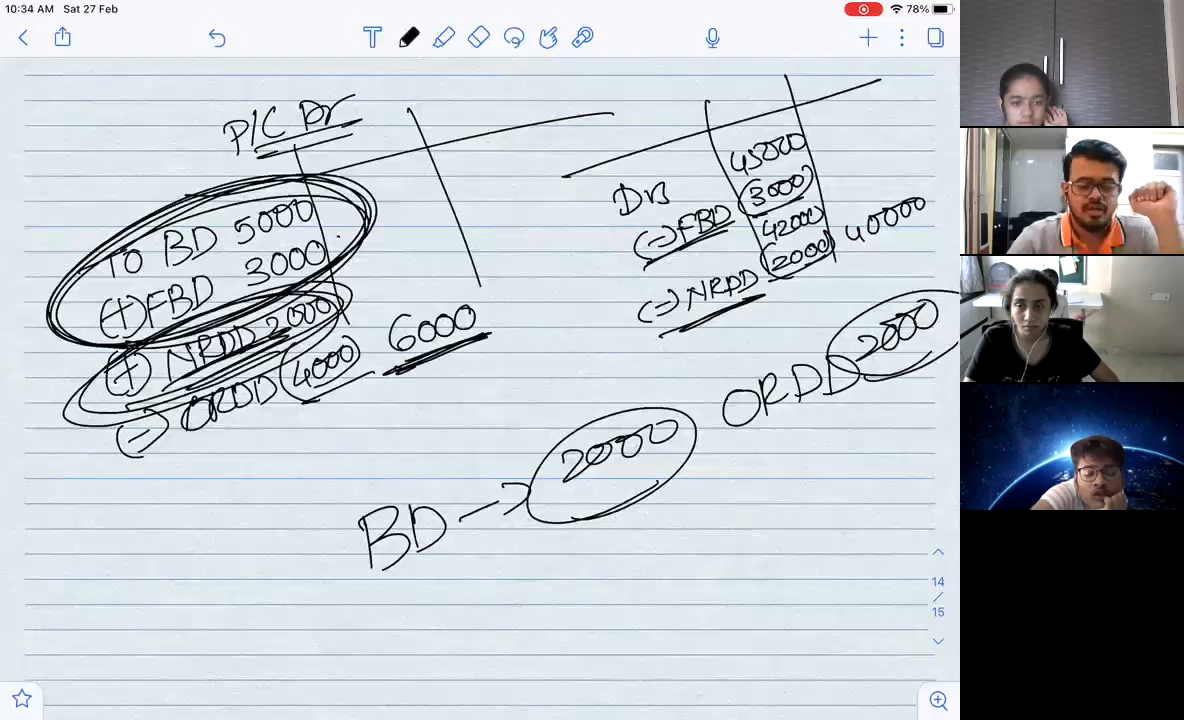 10:34 AM Sat 27 Feb
78%
P/L Dr
To BD 5000
(+) FBD 3000
(+) NRDD 2000
(-) ORDD 4000 6000
Drs 45000
(-) FBD 3000
42000
(-) NRDD 2000 40000
ORDD 2000
BD → 2000
14
/
15